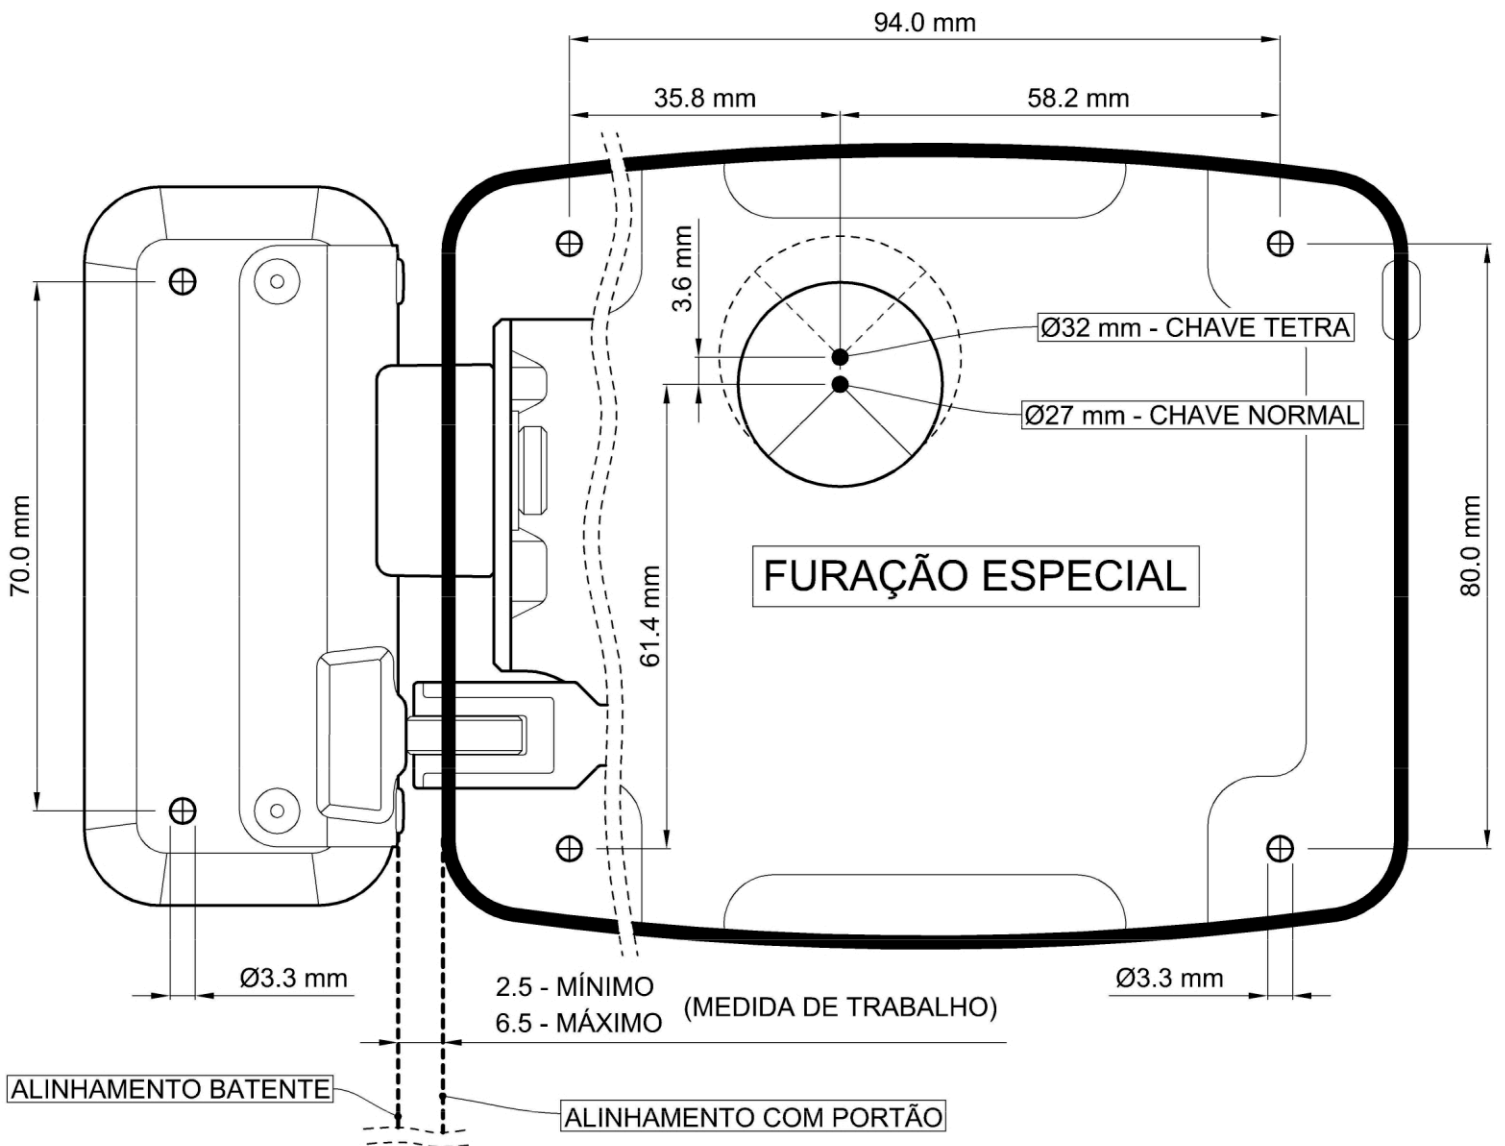 94.0 mm
35.8 mm
58.2 mm
3.6 mm
Ø32 mm - CHAVE TETRA
Ø27 mm - CHAVE NORMAL
70.0 mm
FURAÇÃO ESPECIAL
80.0 mm
61.4 mm
Ø3.3 mm
2.5 - MÍNIMO
6.5 - MÁXIMO
(MEDIDA DE TRABALHO)
Ø3.3 mm
ALINHAMENTO BATENTE
ALINHAMENTO COM PORTÃO